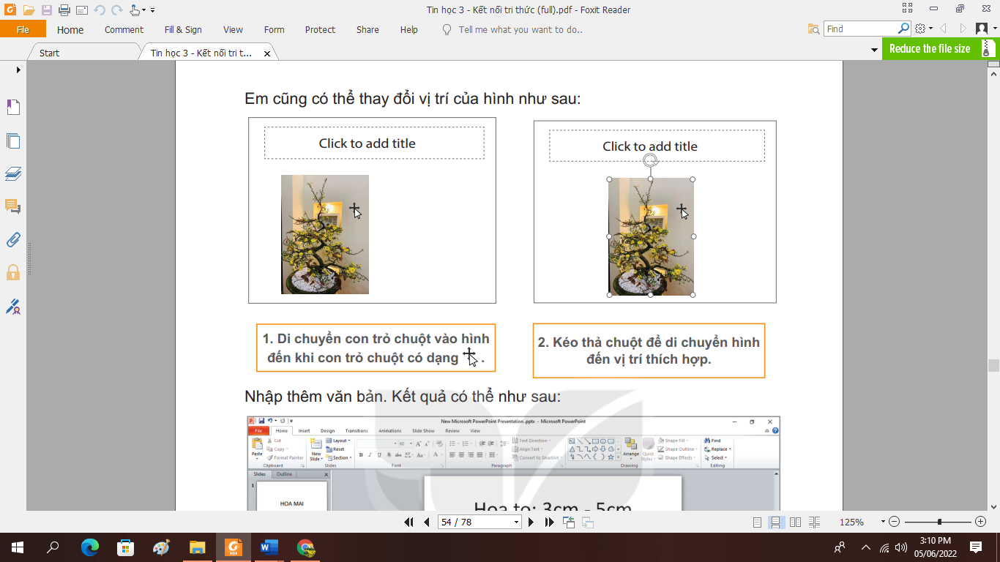 Tin học 3 - Kết nối tri thức (full).pdf - Foxit Reader
File Home Comment Fill & Sign View Form Protect Share Help Tell me what you want to do.. Find
Start Tin học 3 - Kết nối tri t... Reduce the file size
Em cũng có thể thay đổi vị trí của hình như sau:
Click to add title
Click to add title
1. Di chuyển con trỏ chuột vào hình
đến khi con trỏ chuột có dạng .
2. Kéo thả chuột để di chuyển hình
đến vị trí thích hợp.
Nhập thêm văn bản. Kết quả có thể như sau:
New Microsoft PowerPoint Presentation .pptx - Microsoft PowerPoint
File Home Insert Design Transitions Animations Slide Show Review View
Cut Layout Text Direction Shape Fill Find
Copy Reset Align Text Shape Outline Replace
Paste Format Painter New Slide Section Convert to SmartArt Arrange Quick Styles Shape Effects Select
60
B I U S abc AV Aa A
Clipboard Slides Font Paragraph Drawing Editing
Slides Outline
1
HOA MAI
Hoa to: 3cm - 5cm
54 / 78
125%
3:10 PM
05/06/2022